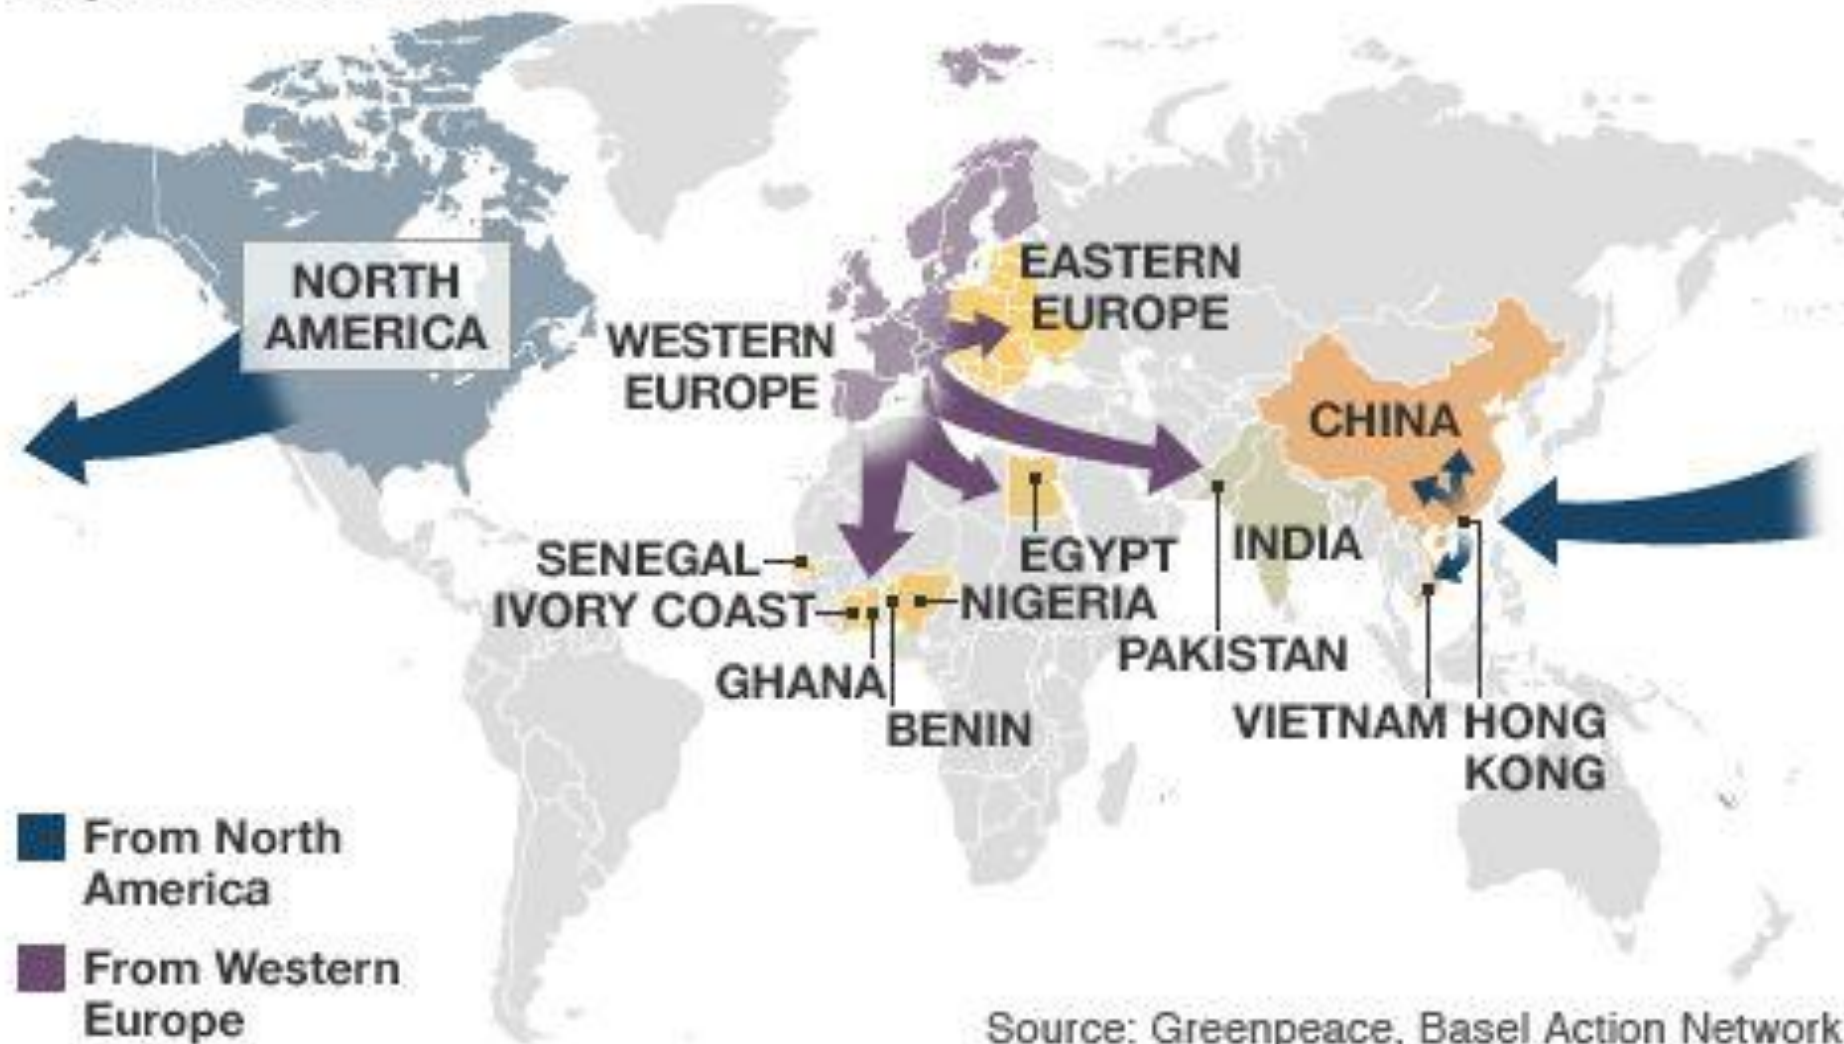 NORTH
AMERICA
WESTERN
EUROPE
EASTERN
EUROPE
CHINA
SENEGAL
IVORY COAST
GHANA
BENIN
NIGERIA
EGYPT
INDIA
PAKISTAN
VIETNAM
HONG
KONG
From North
America
From Western
Europe
Source: Greenpeace, Basel Action Network